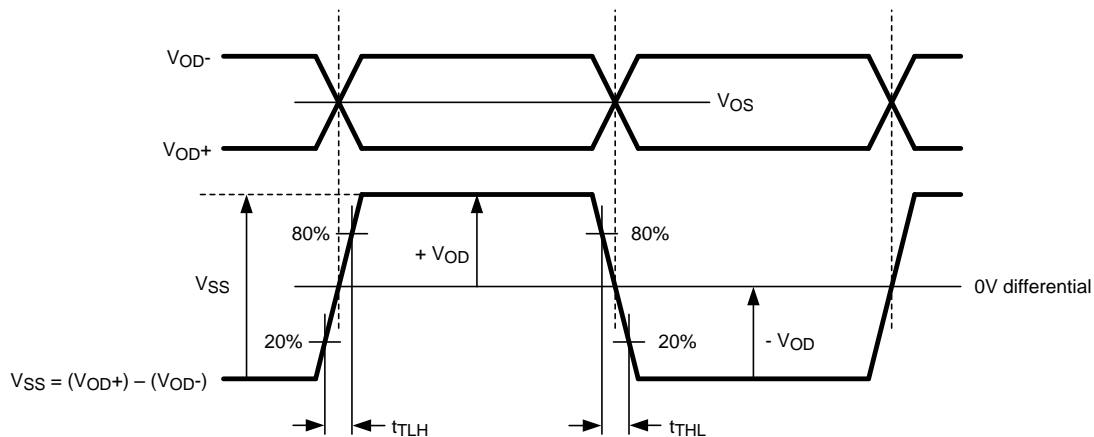 VOD-
VOS
VOD+
80%
80%
+ VOD
VSS
0V differential
20%
20%
- VOD
VSS = (VOD+) – (VOD-)
tTLH
tTHL